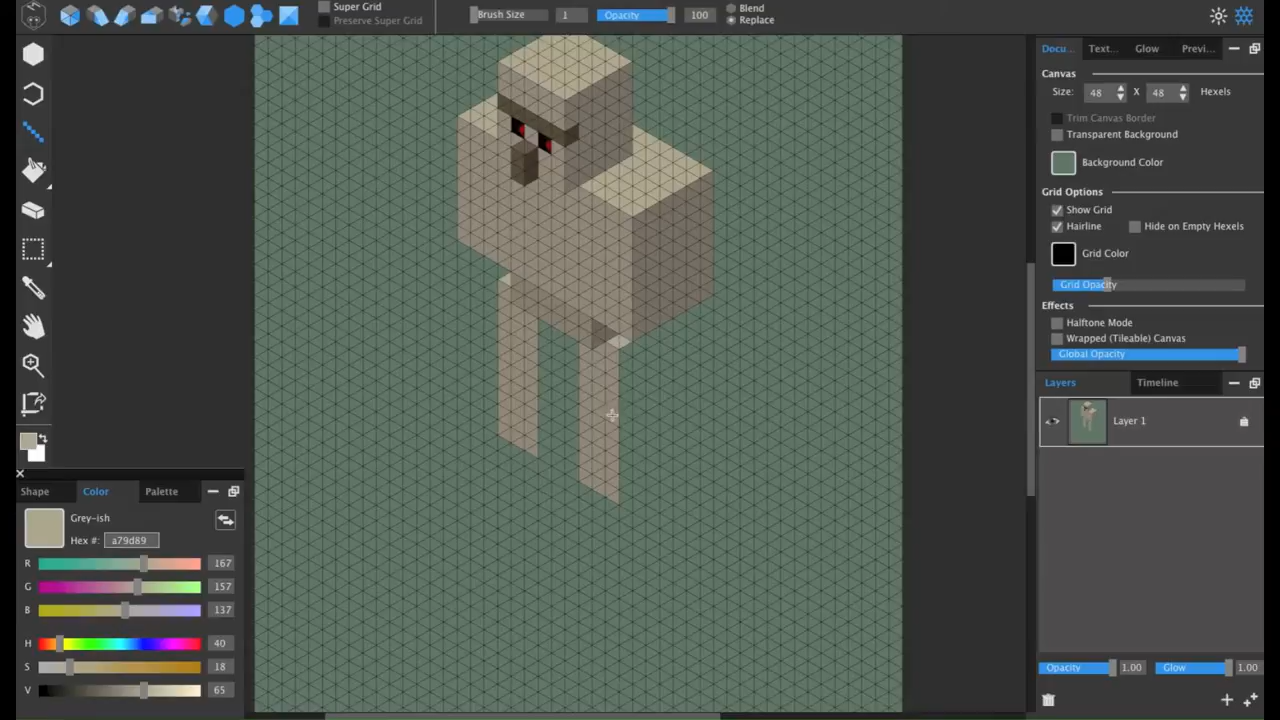 Super Grid
Preserve Super Grid
Brush Size 1
Opacity 100
Blend
Replace
Docu... Text... Glow Previ...
Canvas
Size: 48 X 48 Hexels
Trim Canvas Border
Transparent Background
Background Color
Grid Options
Show Grid
Hairline Hide on Empty Hexels
Grid Color
Grid Opacity
Effects
Halftone Mode
Wrapped (Tileable) Canvas
Global Opacity
Layers Timeline
Layer 1
Shape Color Palette
Grey-ish
Hex #: a79d89
R 167
G 157
B 137
H 40
S 18
V 65
Opacity 1.00 Glow 1.00